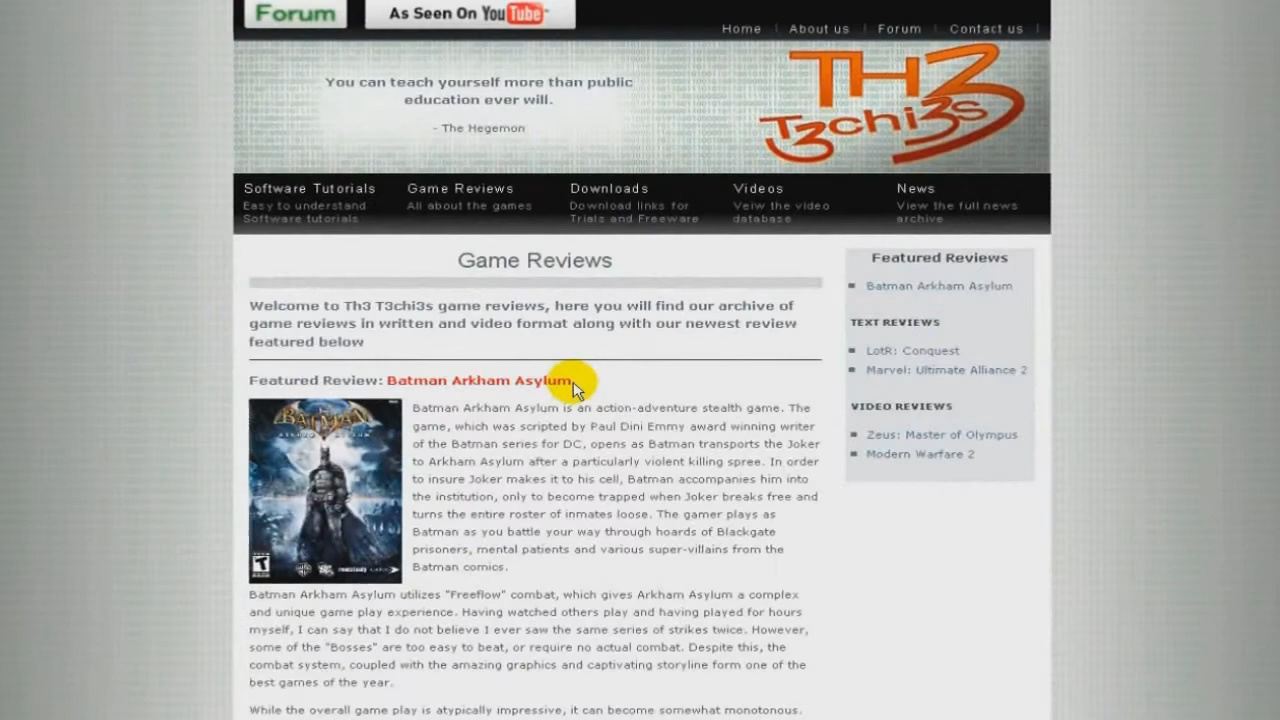 Forum
As Seen On YouTube
Home
About us
Forum
Contact us
You can teach yourself more than public
education ever will.
- The Hegemon
TH3
T3chi3s
Software Tutorials
Easy to understand
Software tutorials
Game Reviews
All about the games
Downloads
Download links for
Trials and Freeware
Videos
Veiw the video
database
News
View the full news
archive
Game Reviews
Welcome to Th3 T3chi3s game reviews, here you will find our archive of
game reviews in written and video format along with our newest review
featured below
Featured Review: Batman Arkham Asylum
BATMAN
ARKHAM ASYLUM
Batman Arkham Asylum is an action-adventure stealth game. The
game, which was scripted by Paul Dini Emmy award winning writer
of the Batman series for DC, opens as Batman transports the Joker
to Arkham Asylum after a particularly violent killing spree. In order
to insure Joker makes it to his cell, Batman accompanies him into
the institution, only to become trapped when Joker breaks free and
turns the entire roster of inmates loose. The gamer plays as
Batman as you battle your way through hoards of Blackgate
prisoners, mental patients and various super-villains from the
Batman comics.
Batman Arkham Asylum utilizes "Freeflow" combat, which gives Arkham Asylum a complex
and unique game play experience. Having watched others play and having played for hours
myself, I can say that I do not believe I ever saw the same series of strikes twice. However,
some of the "Bosses" are too easy to beat, or require no actual combat. Despite this, the
combat system, coupled with the amazing graphics and captivating storyline form one of the
best games of the year.
While the overall game play is atypically impressive, it can become somewhat monotonous.
Featured Reviews
Batman Arkham Asylum
TEXT REVIEWS
LotR: Conquest
Marvel: Ultimate Alliance 2
VIDEO REVIEWS
Zeus: Master of Olympus
Modern Warfare 2